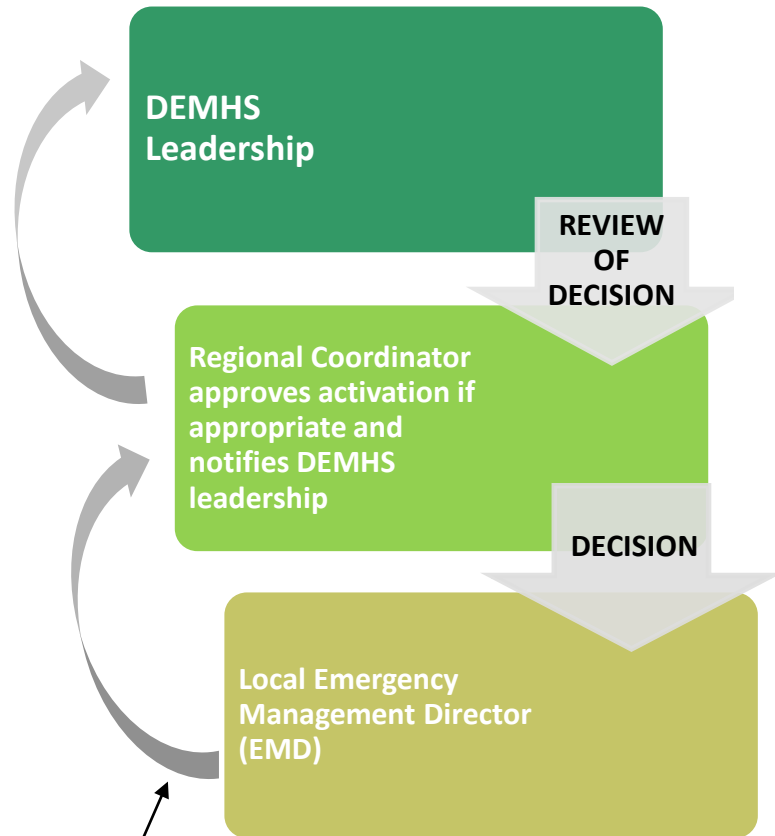 DEMHS
Leadership
REVIEW
OF
DECISION
Regional Coordinator
approves activation if
appropriate and
notifies DEMHS
leadership
DECISION
Local Emergency
Management Director
(EMD)